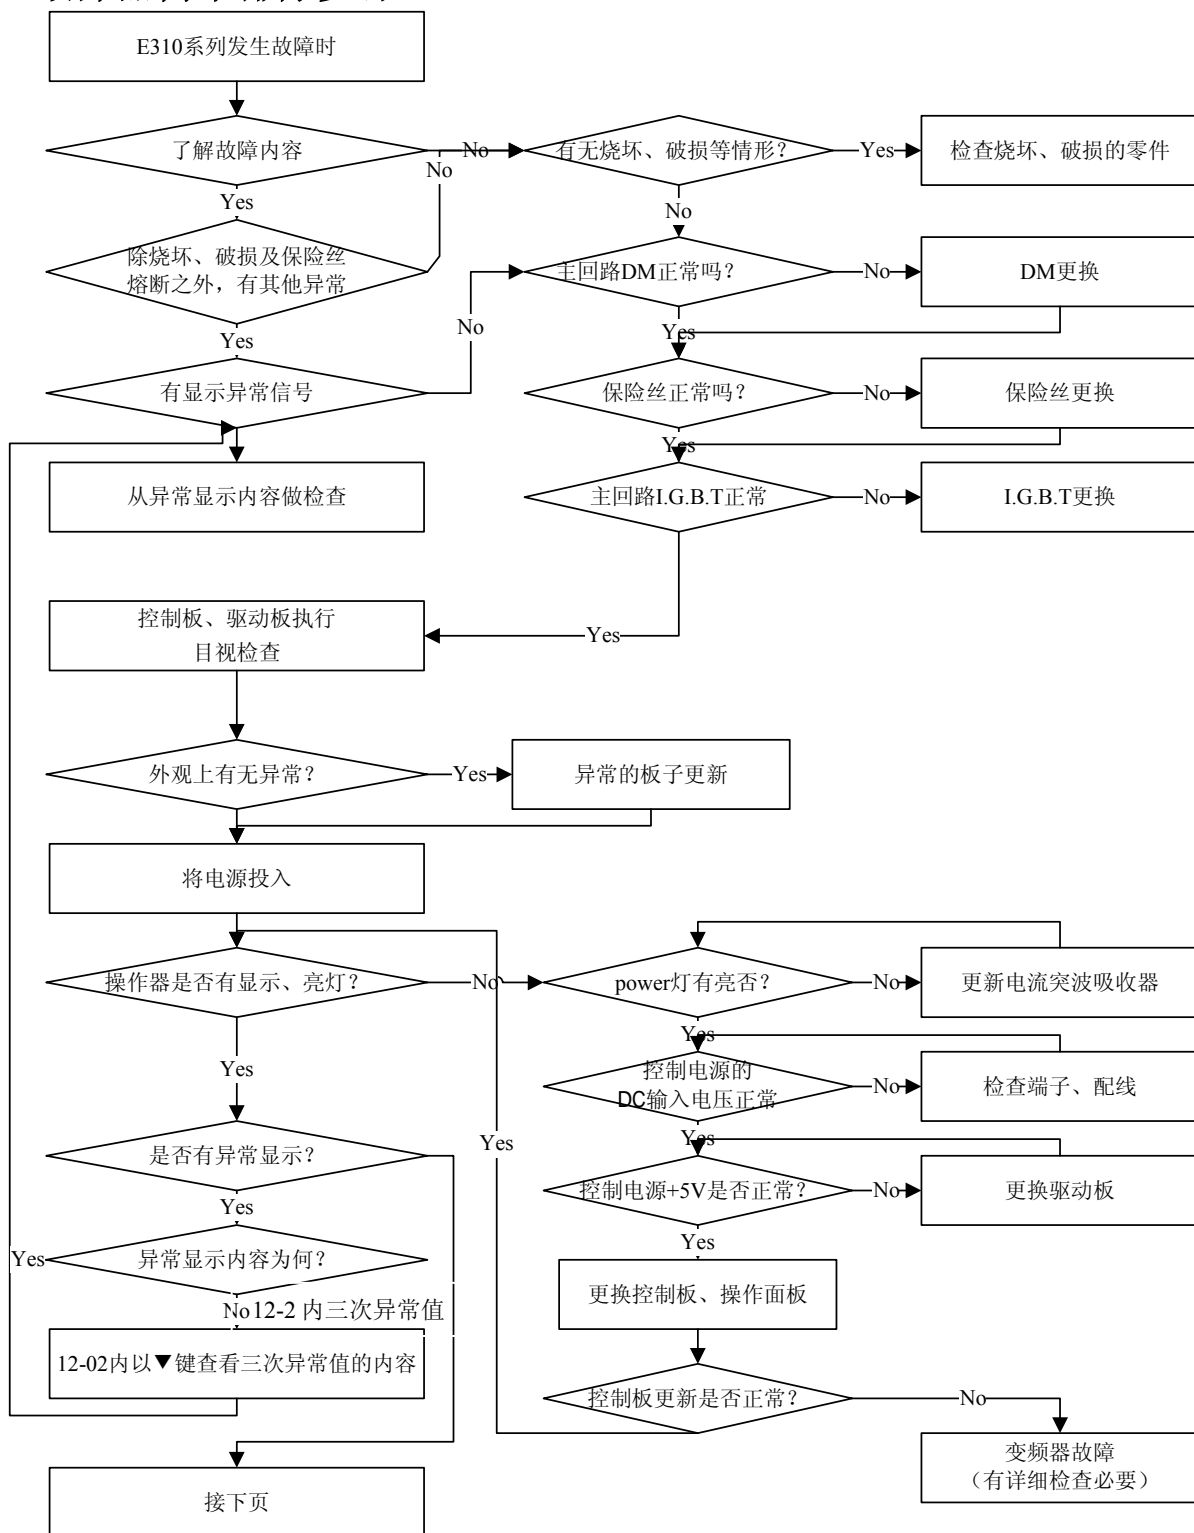 E310系列发生故障时
了解故障内容
No
有无烧坏、破损等情形?
Yes
检查烧坏、破损的零件
No
Yes
No
除烧坏、破损及保险丝
熔断之外，有其他异常
主回路DM正常吗?
No
DM更换
Yes
No
Yes
有显示异常信号
保险丝正常吗?
No
保险丝更换
Yes
从异常显示内容做检查
主回路I.G.B.T正常
No
I.G.B.T更换
控制板、驱动板执行
目视检查
Yes
外观上有无异常?
Yes
异常的板子更新
将电源投入
操作器是否有显示、亮灯?
No
power灯有亮否?
No
更新电流突波吸收器
Yes
Yes
控制电源的
DC输入电压正常
No
检查端子、配线
Yes
Yes
是否有异常显示?
控制电源+5V是否正常?
No
更换驱动板
Yes
Yes
Yes
异常显示内容为何?
更换控制板、操作面板
No 12-2 内三次异常值
12-02内以▼键查看三次异常值的内容
控制板更新是否正常?
No
变频器故障
（有详细检查必要）
接下页